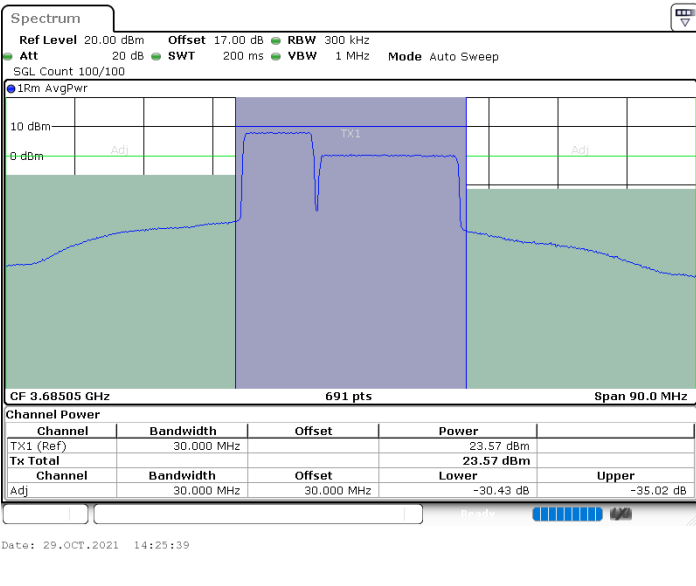 Spectrum
Ref Level 20.00 dBm Offset 17.00 dB RBW 300 kHz
Att 20 dB SWT 200 ms VBW 1 MHz Mode Auto Sweep
SGL Count 100/100
1Rm AvgPwr
10 dBm
TX1
0 dBm Adj Adj
CF 3.68505 GHz 691 pts Span 90.0 MHz
Channel Power
Channel Bandwidth Offset Power
TX1 (Ref) 30.000 MHz 23.57 dBm
Tx Total 23.57 dBm
Channel Bandwidth Offset Lower Upper
Adj 30.000 MHz 30.000 MHz -30.43 dB -35.02 dB
Ready
Date: 29.OCT.2021 14:25:39